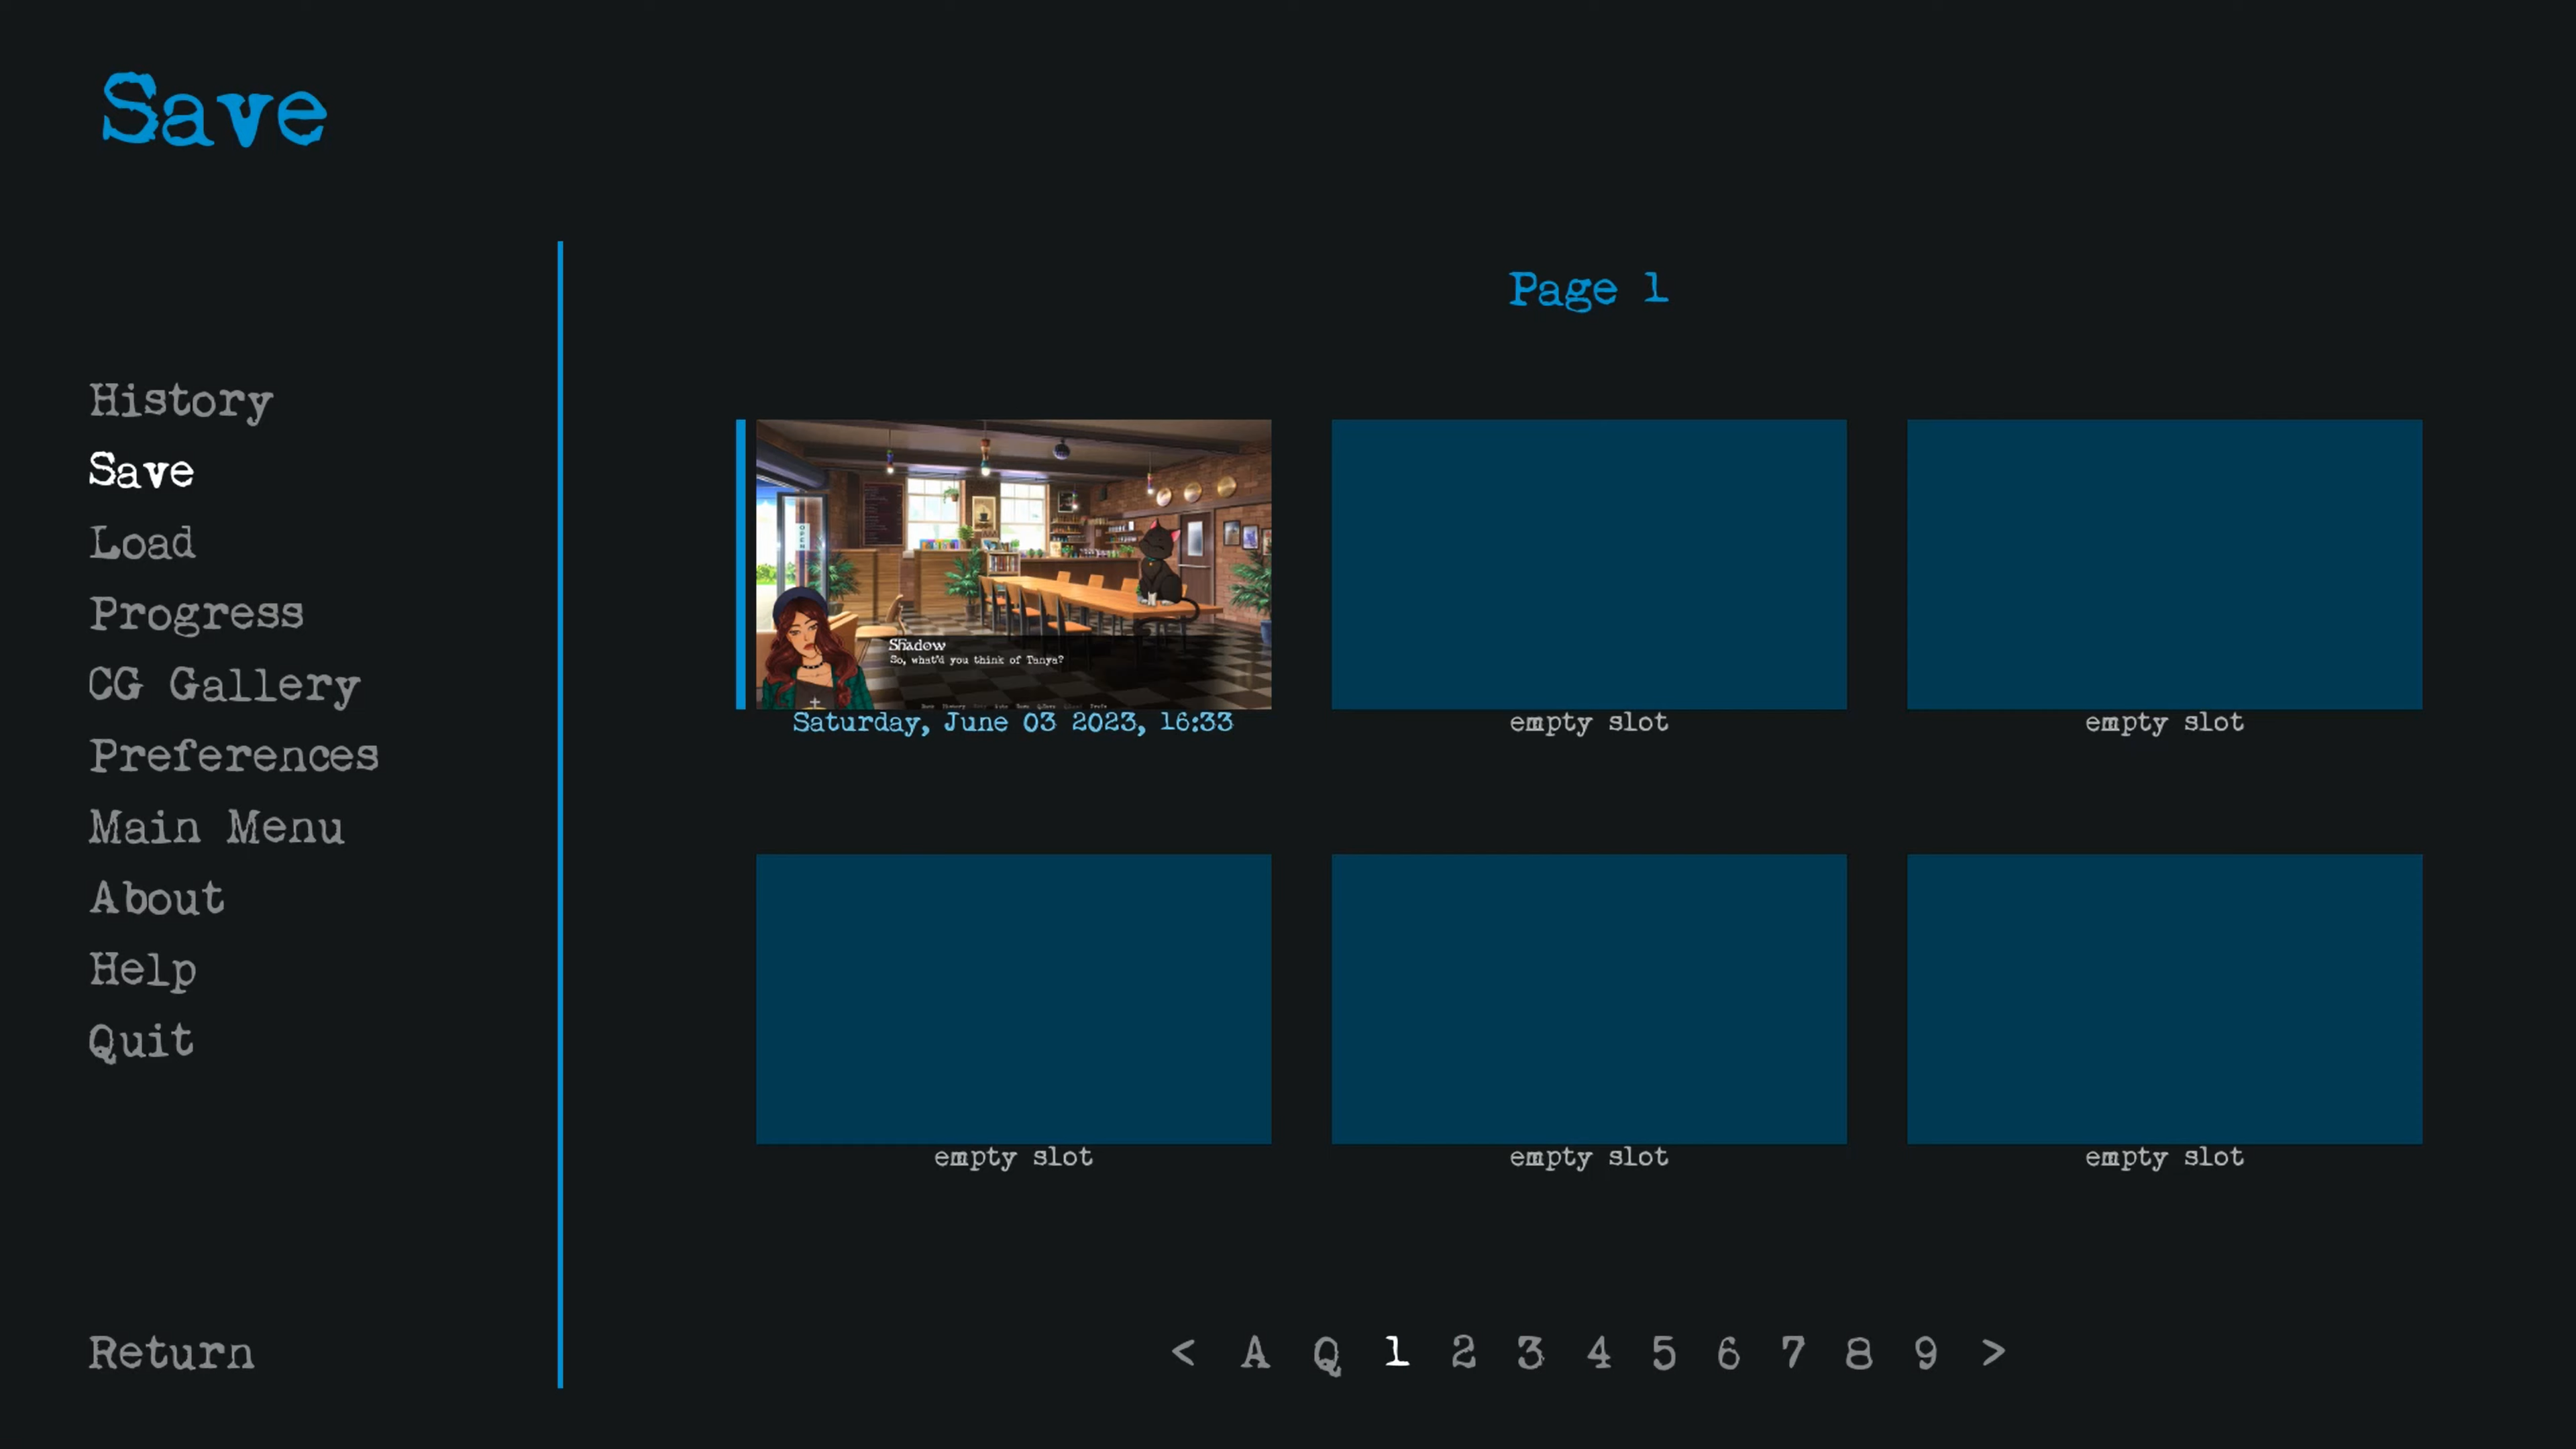 Save
History
Save
Load
Progress
CG Gallery
Preferences
Main Menu
About
Help
Quit
Return
Page 1
OPEN
Shadow
So, what'd you think of Tanya?
Saturday, June 03 2023, 16:33
empty slot
empty slot
empty slot
empty slot
empty slot
< A Q 1 2 3 4 5 6 7 8 9 >